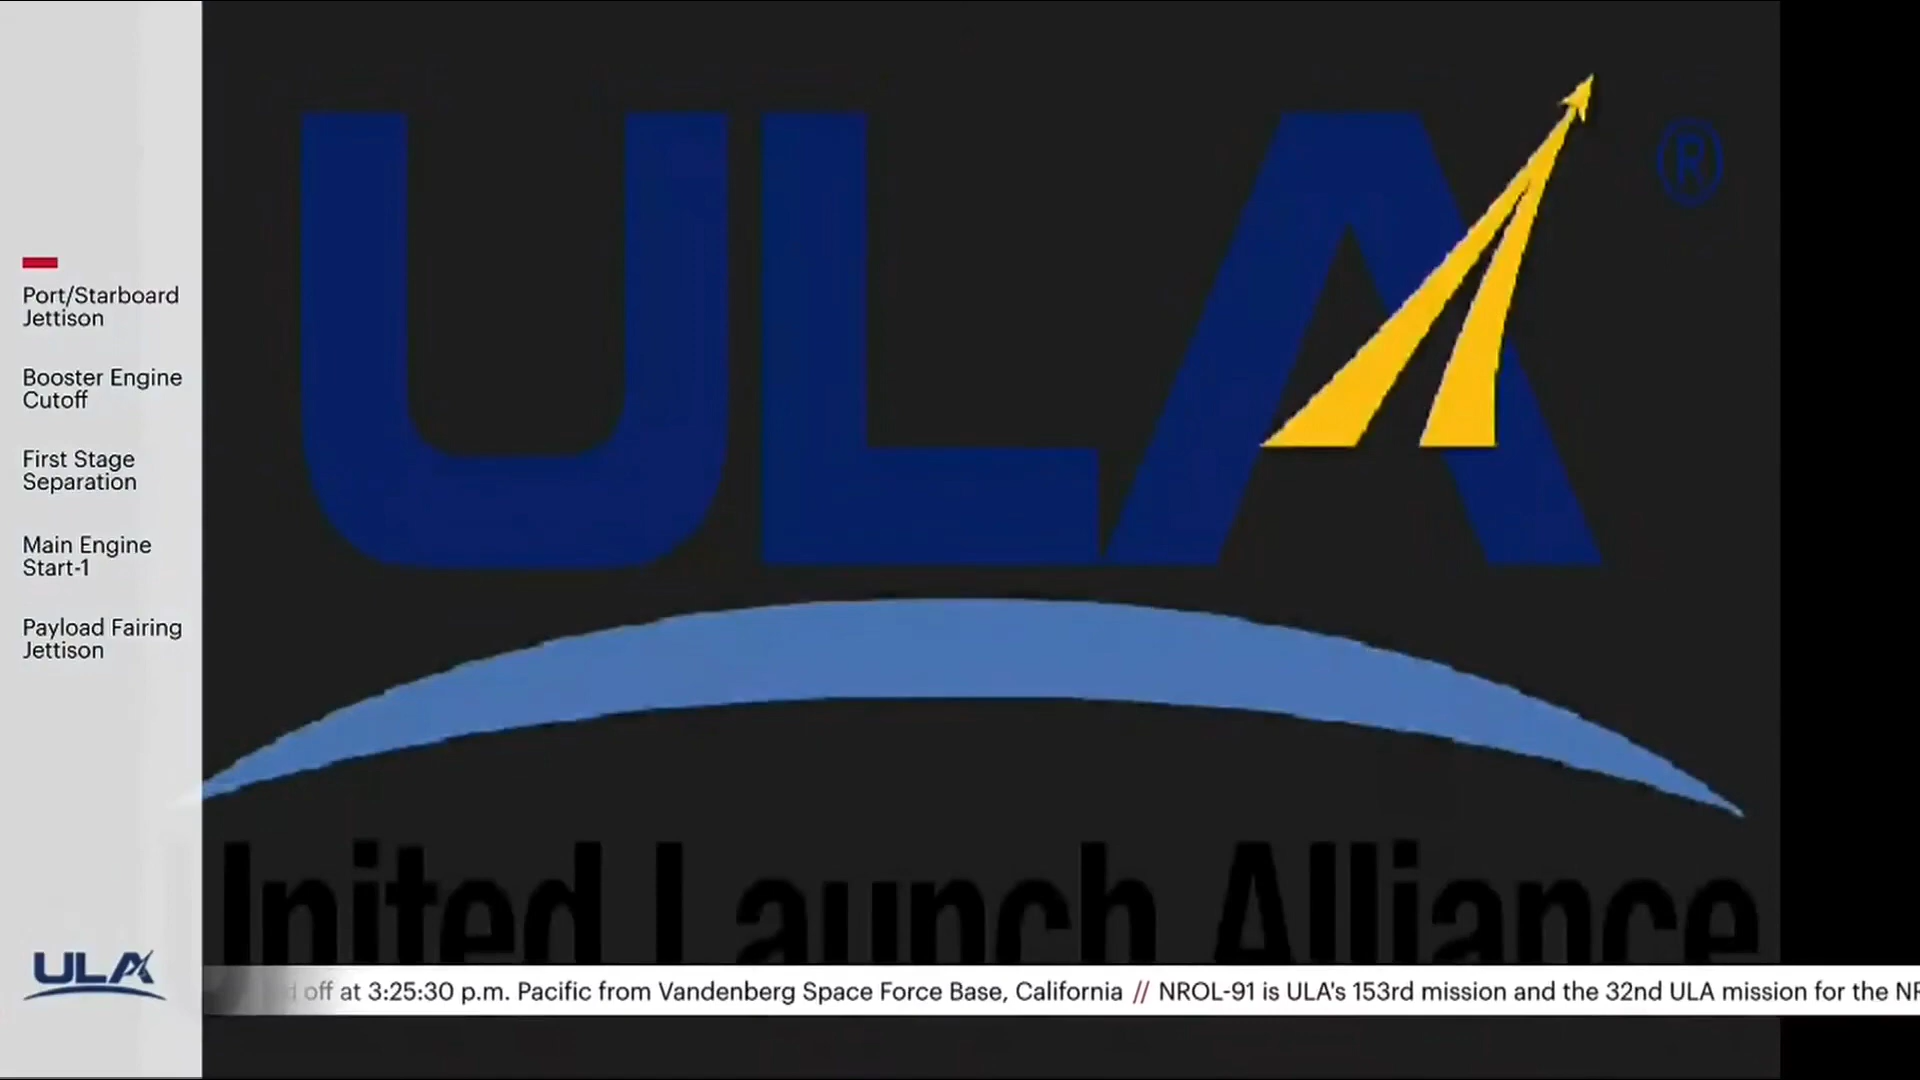 ULA ®
United Launch Alliance
Port/Starboard
Jettison
Booster Engine
Cutoff
First Stage
Separation
Main Engine
Start-1
Payload Fairing
Jettison
ULA
off at 3:25:30 p.m. Pacific from Vandenberg Space Force Base, California // NROL-91 is ULA's 153rd mission and the 32nd ULA mission for the